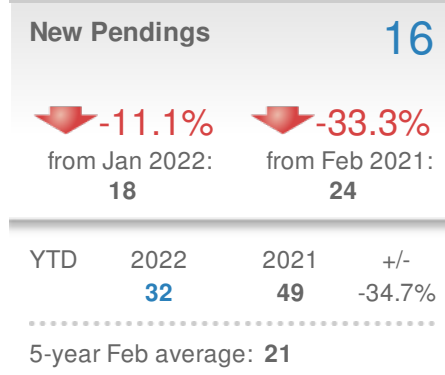 New Pendings 16
-11.1% -33.3%
from Jan 2022: from Feb 2021:
18 24
YTD 2022 2021 +/-
32 49 -34.7%
5-year Feb average: 21